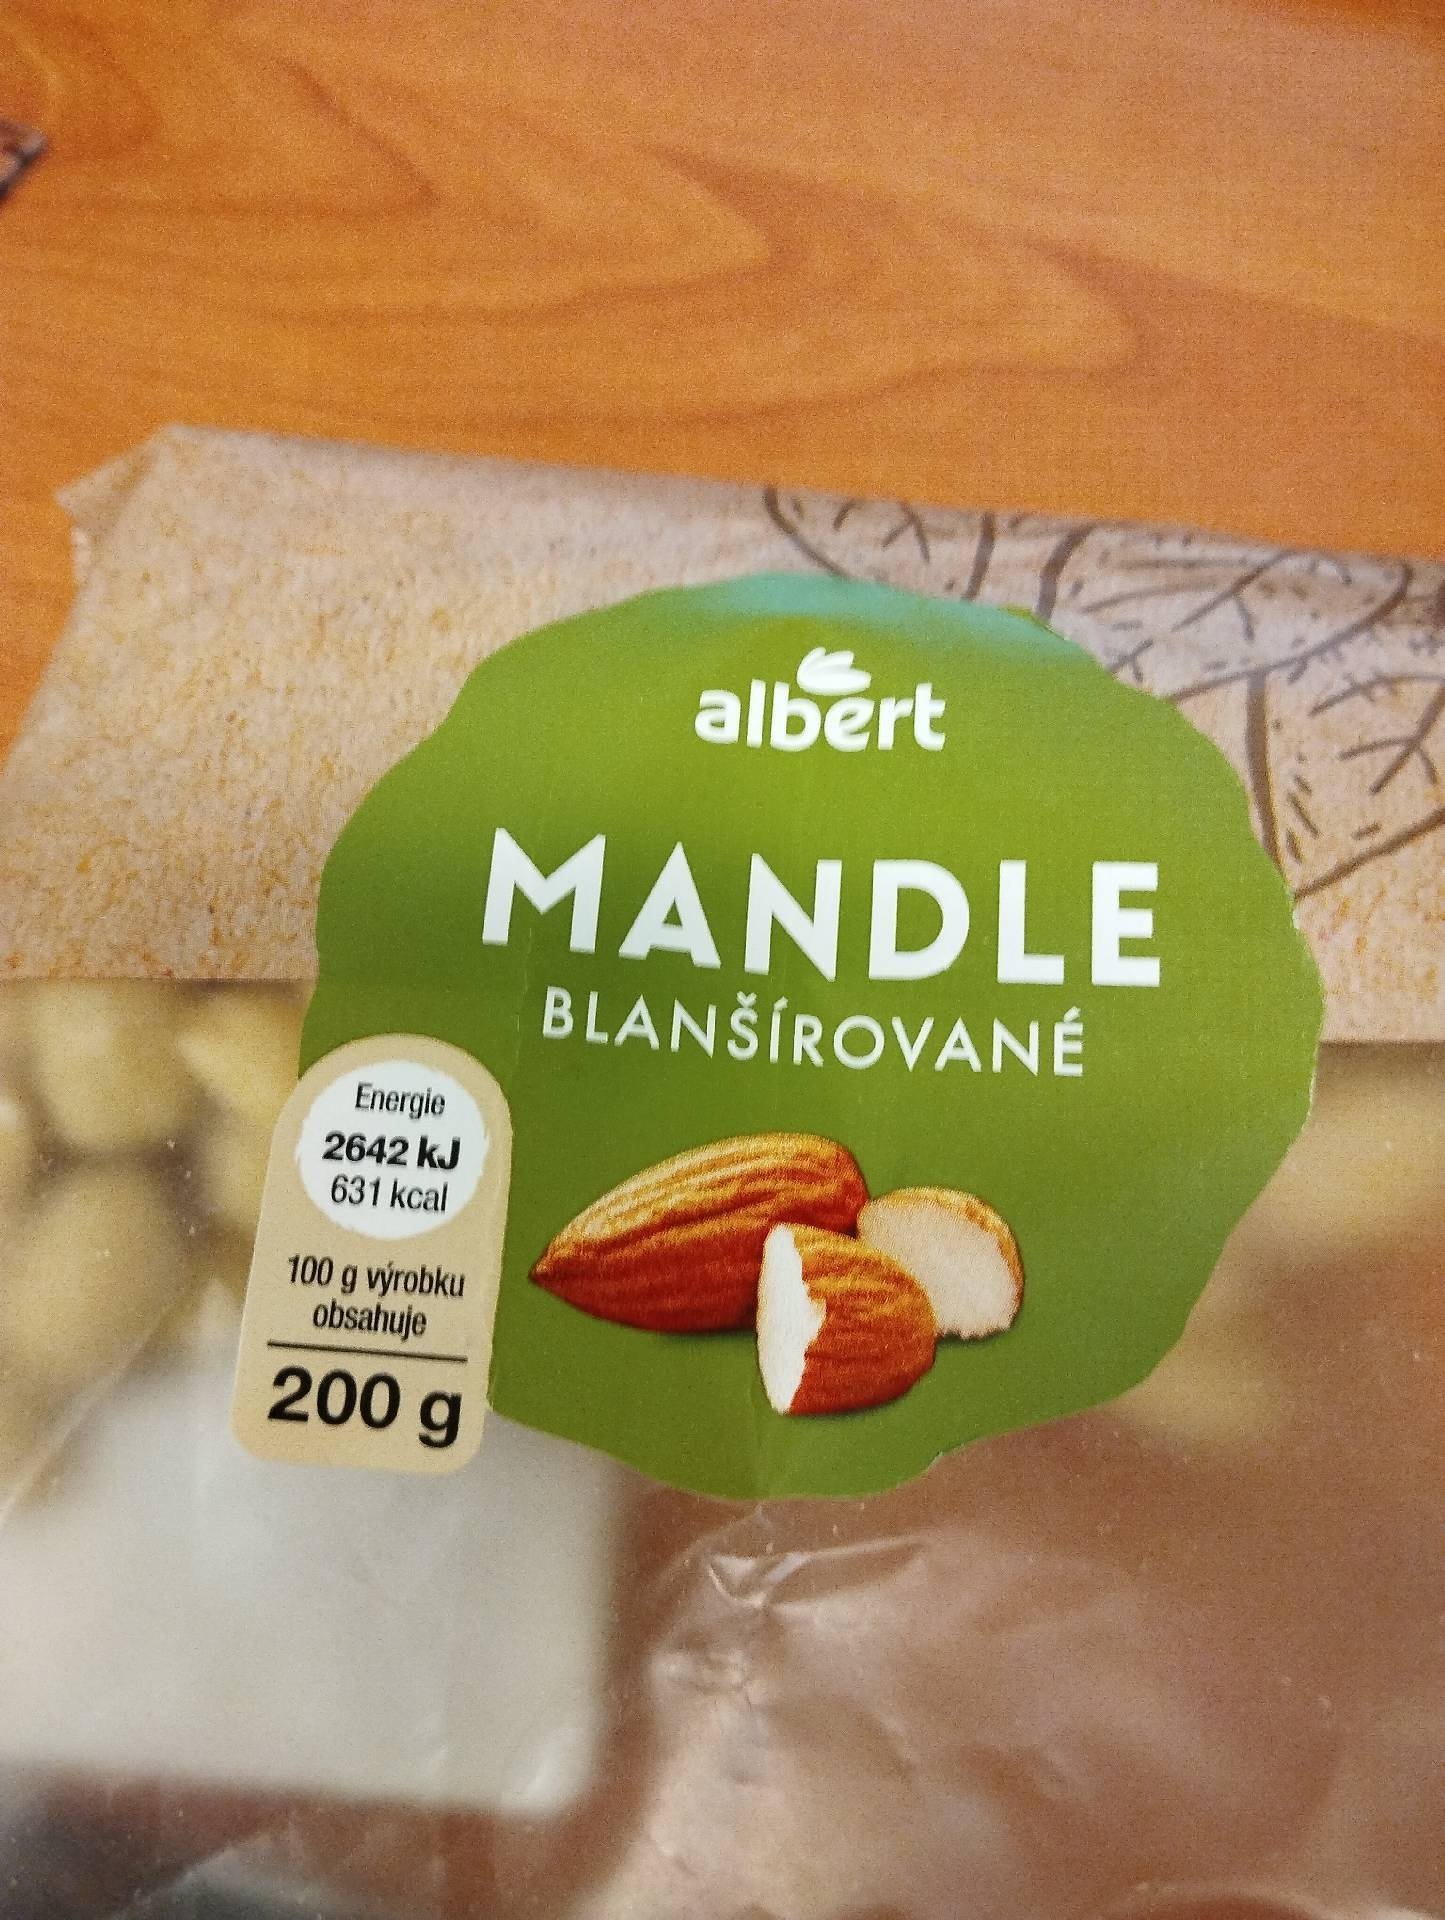 albert
MANDLE
BLANŠÍROVANÉ
Energie
2642 kJ
631 kcal
100 g výrobku
obsahuje
200 g